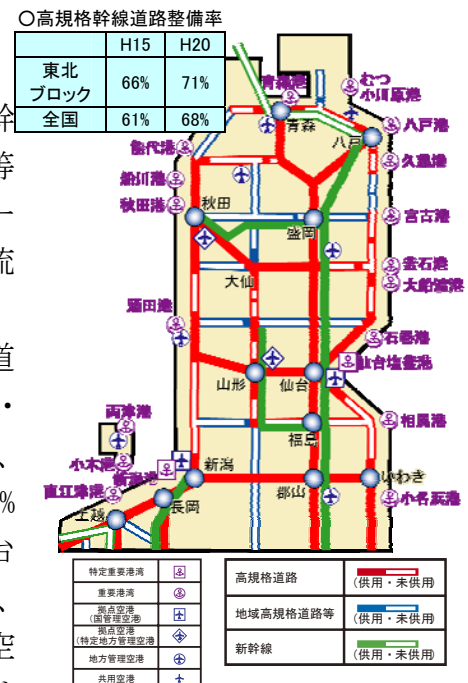 ○高規格幹線道路整備率
H15 H20
東北
ブロック 66% 71%
全国 61% 68%
幹
等
ー
流
道
・
、
%
台
、
空
青森港
むつ
小川原港
青森
八戸
八戸港
能代港
久慈港
船川港
秋田港
秋田
盛岡
宮古港
大仙
釜石港
大船渡港
酒田港
石巻港
仙台塩釜港
山形
仙台
両津港
相馬港
福島
小木港
新潟港
新潟
直江津港
長岡
郡山
いわき
小名浜港
上越
特定重要港湾
重要港湾
拠点空港
(国管理空港)
拠点空港
(特定地方管理空港
地方管理空港
共用空港
高規格道路
(供用・未供用)
地域高規格道路等
(供用・未供用)
新幹線
(供用・未供用)